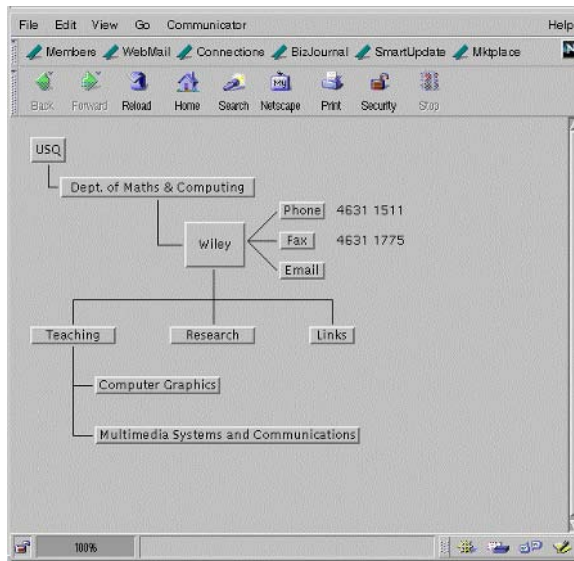 File Edit View Go Communicator Help
Members WebMail Connections BizJournal SmartUpdate Mktplace
Back Forward Reload Home Search Netscape Print Security Stop
USQ
Dept. of Maths & Computing
Phone 4631 1511
Wiley Fax 4631 1775
Email
Teaching Research Links
Computer Graphics
Multimedia Systems and Communications
100%